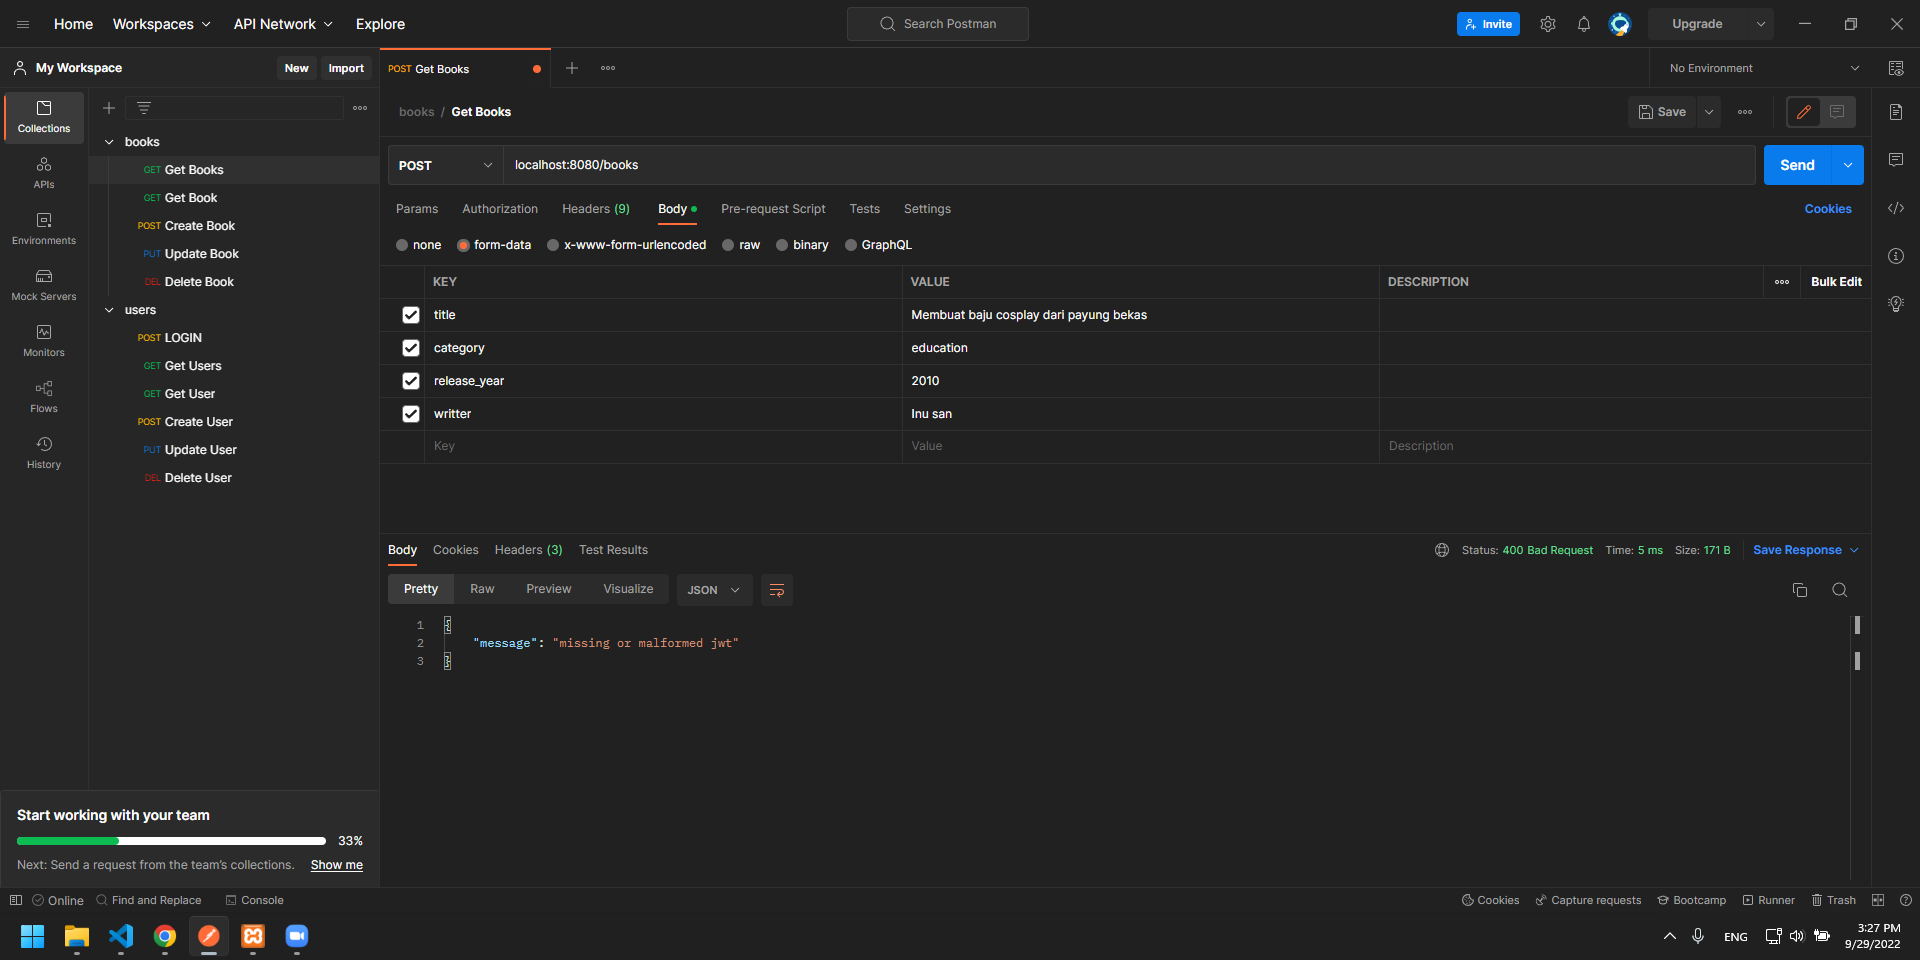 Home Workspaces API Network Explore Search Postman Invite Upgrade
My Workspace New Import POST Get Books No Environment
books / Get Books Save
Collections
APIs
Environments
Mock Servers
Monitors
Flows
History
books
GET Get Books
GET Get Book
POST Create Book
PUT Update Book
DEL Delete Book
users
POST LOGIN
GET Get Users
GET Get User
POST Create User
PUT Update User
DEL Delete User
POST localhost:8080/books Send
Params Authorization Headers (9) Body Pre-request Script Tests Settings Cookies
none form-data x-www-form-urlencoded raw binary GraphQL
KEY VALUE DESCRIPTION Bulk Edit
title Membuat baju cosplay dari payung bekas
category education
release_year 2010
writter Inu san
Key Value Description
Body Cookies Headers (3) Test Results Status: 400 Bad Request Time: 5 ms Size: 171 B Save Response
Pretty Raw Preview Visualize JSON
1 {
2 "message": "missing or malformed jwt"
3 }
Start working with your team
33%
Next: Send a request from the team's collections. Show me
Online Find and Replace Console Cookies Capture requests Bootcamp Runner Trash
ENG 3:27 PM
9/29/2022